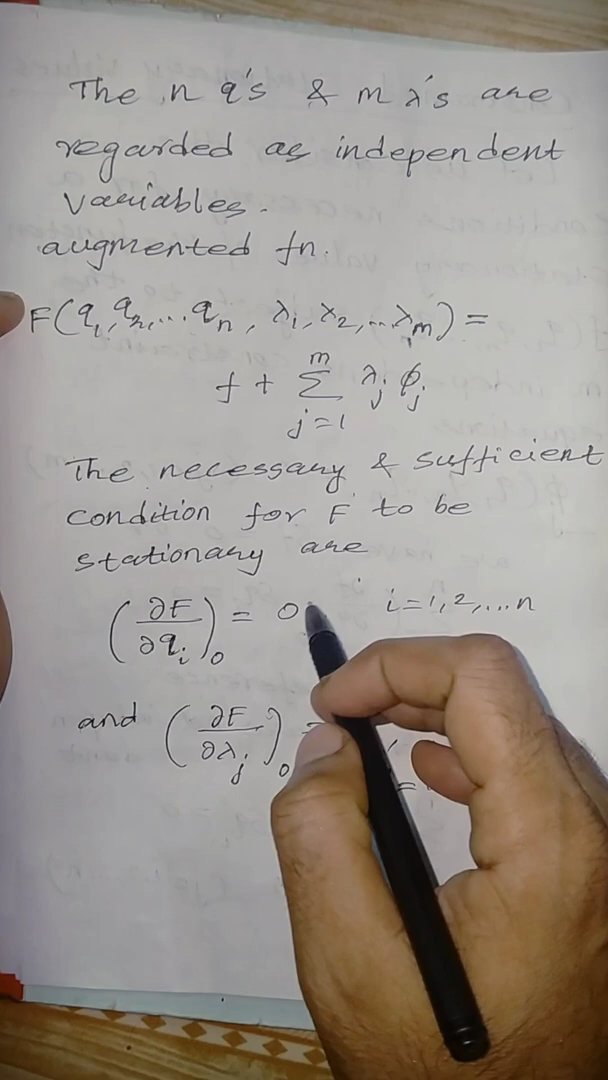 The n q's & m λ's are
regarded as independent
variables.
augmented fn.
F(q₁, q₂, ... qₙ, λ₁, λ₂, ... λₘ) =
f + Σ_{j=1}^{m} λⱼ φⱼ
The necessary & sufficient
condition for F to be
stationary are
(∂F/∂qᵢ)₀ = 0, i = 1, 2, ... n
and (∂F/∂λⱼ)₀ =